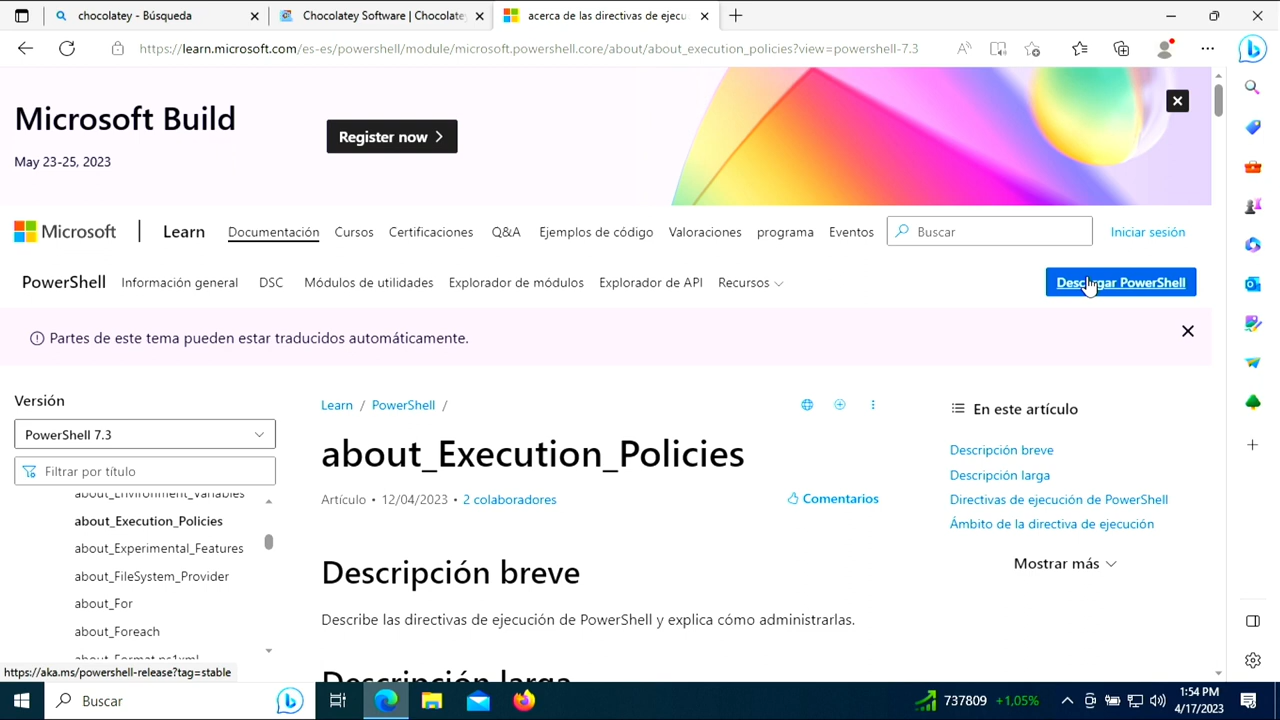 chocolatey - Búsqueda
Chocolatey Software | Chocolatey
acerca de las directivas de ejecu
https://learn.microsoft.com/es-es/powershell/module/microsoft.powershell.core/about/about_execution_policies?view=powershell-7.3
Microsoft Build
Register now
May 23-25, 2023
Microsoft
Learn
Documentación Cursos Certificaciones Q&A Ejemplos de código Valoraciones programa Eventos
Buscar
Iniciar sesión
PowerShell Información general DSC Módulos de utilidades Explorador de módulos Explorador de API Recursos
Descargar PowerShell
Partes de este tema pueden estar traducidos automáticamente.
Versión
PowerShell 7.3
Filtrar por título
about_Environment_Variables
about_Execution_Policies
about_Experimental_Features
about_FileSystem_Provider
about_For
about_Foreach
about_Format.ps1xml
Learn / PowerShell /
about_Execution_Policies
Artículo • 12/04/2023 • 2 colaboradores
Comentarios
Descripción breve
Describe las directivas de ejecución de PowerShell y explica cómo administrarlas.
Descripción larga
En este artículo
Descripción breve
Descripción larga
Directivas de ejecución de PowerShell
Ámbito de la directiva de ejecución
Mostrar más
https://aka.ms/powershell-release?tag=stable
Buscar
737809 +1,05%
1:54 PM
4/17/2023